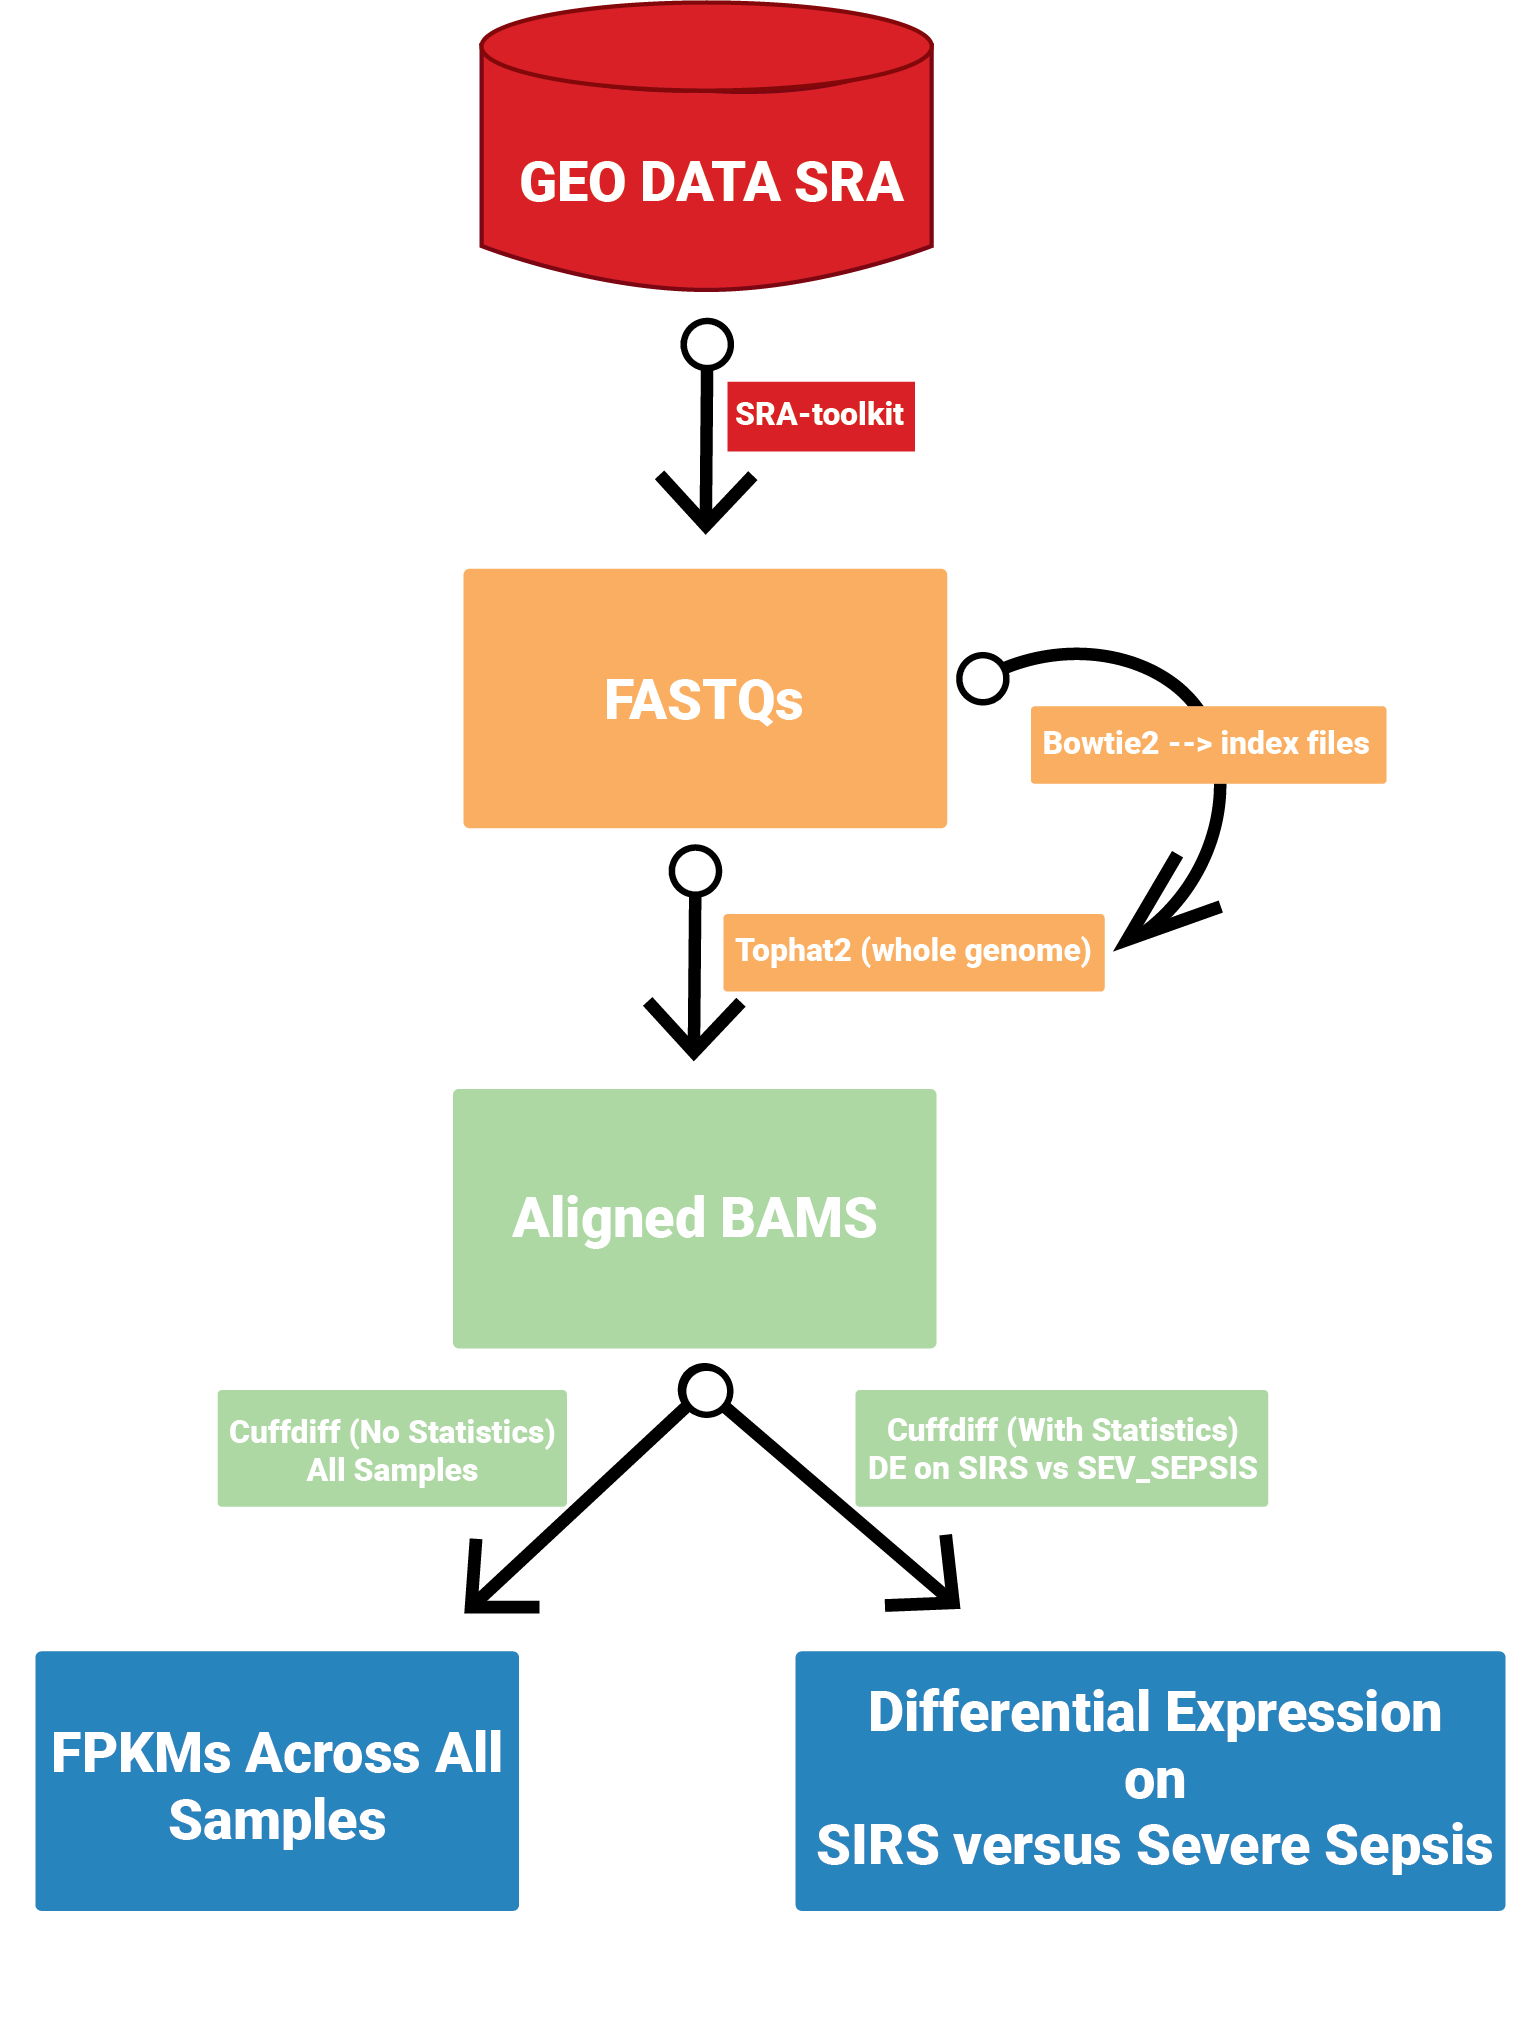 GEO DATA SRA
SRA-toolkit
FASTQs
Bowtie2 --> index files
Tophat2 (whole genome)
Aligned BAMS
Cuffdiff (No Statistics)
All Samples
Cuffdiff (With Statistics)
DE on SIRS vs SEV_SEPSIS
FPKMs Across All
Samples
Differential Expression
on
SIRS versus Severe Sepsis